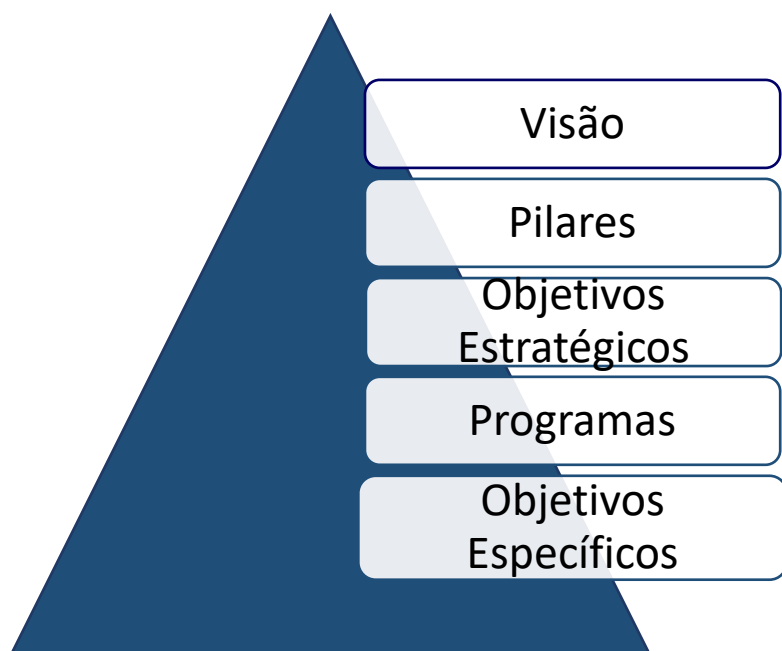 Visão
Pilares
Objetivos
Estratégicos
Programas
Objetivos
Específicos